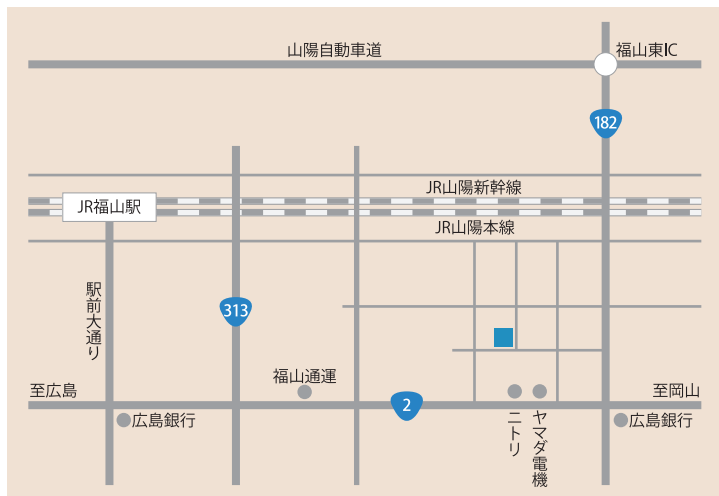 山陽自動車道
福山東IC
182
JR山陽新幹線
JR福山駅
JR山陽本線
駅前大通り
313
福山通運
至広島
2
至岡山
広島銀行
ニトリ
ヤマダ電機
広島銀行